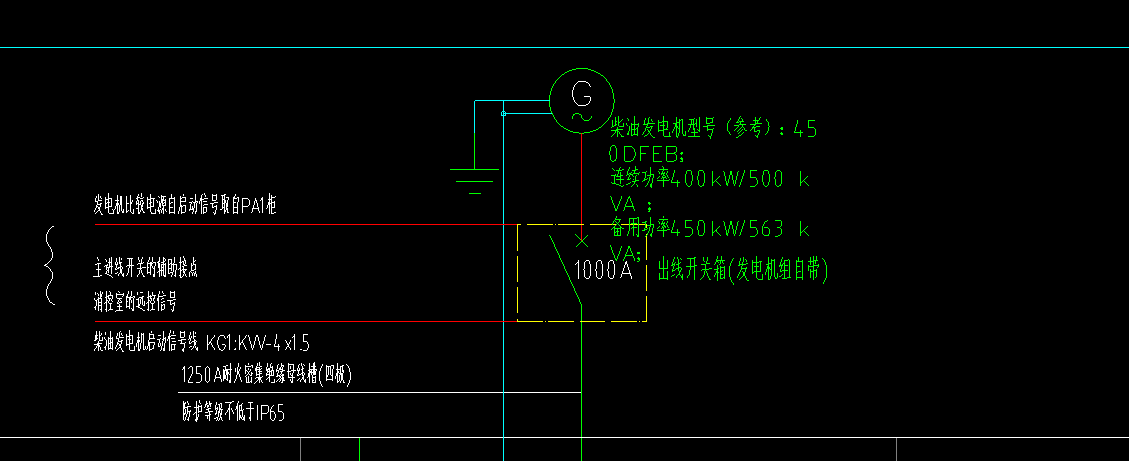 G
~
柴油发电机型号（参考）：45
0DFEB；
连续功率400kW/500 k
VA ；
备用功率450kW/563 k
VA；
发电机比较电源自启动信号取自PA1柜
主进线开关的辅助接点
1000A
出线开关箱(发电机组自带)
消控室的远控信号
柴油发电机启动信号线 KG1:KVV-4x1.5
1250A耐火密集绝缘母线槽(四极)
防护等级不低于IP65